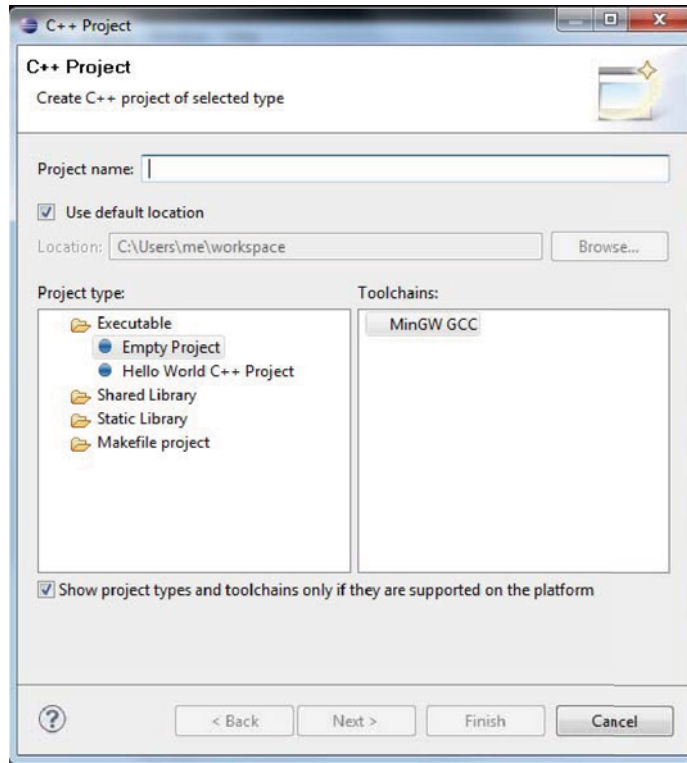 C++ Project
C++ Project
Create C++ project of selected type
Project name:
Use default location
Location: C:\Users\me\workspace Browse...
Project type: Toolchains:
Executable MinGW GCC
Empty Project
Hello World C++ Project
Shared Library
Static Library
Makefile project
Show project types and toolchains only if they are supported on the platform
? < Back Next > Finish Cancel